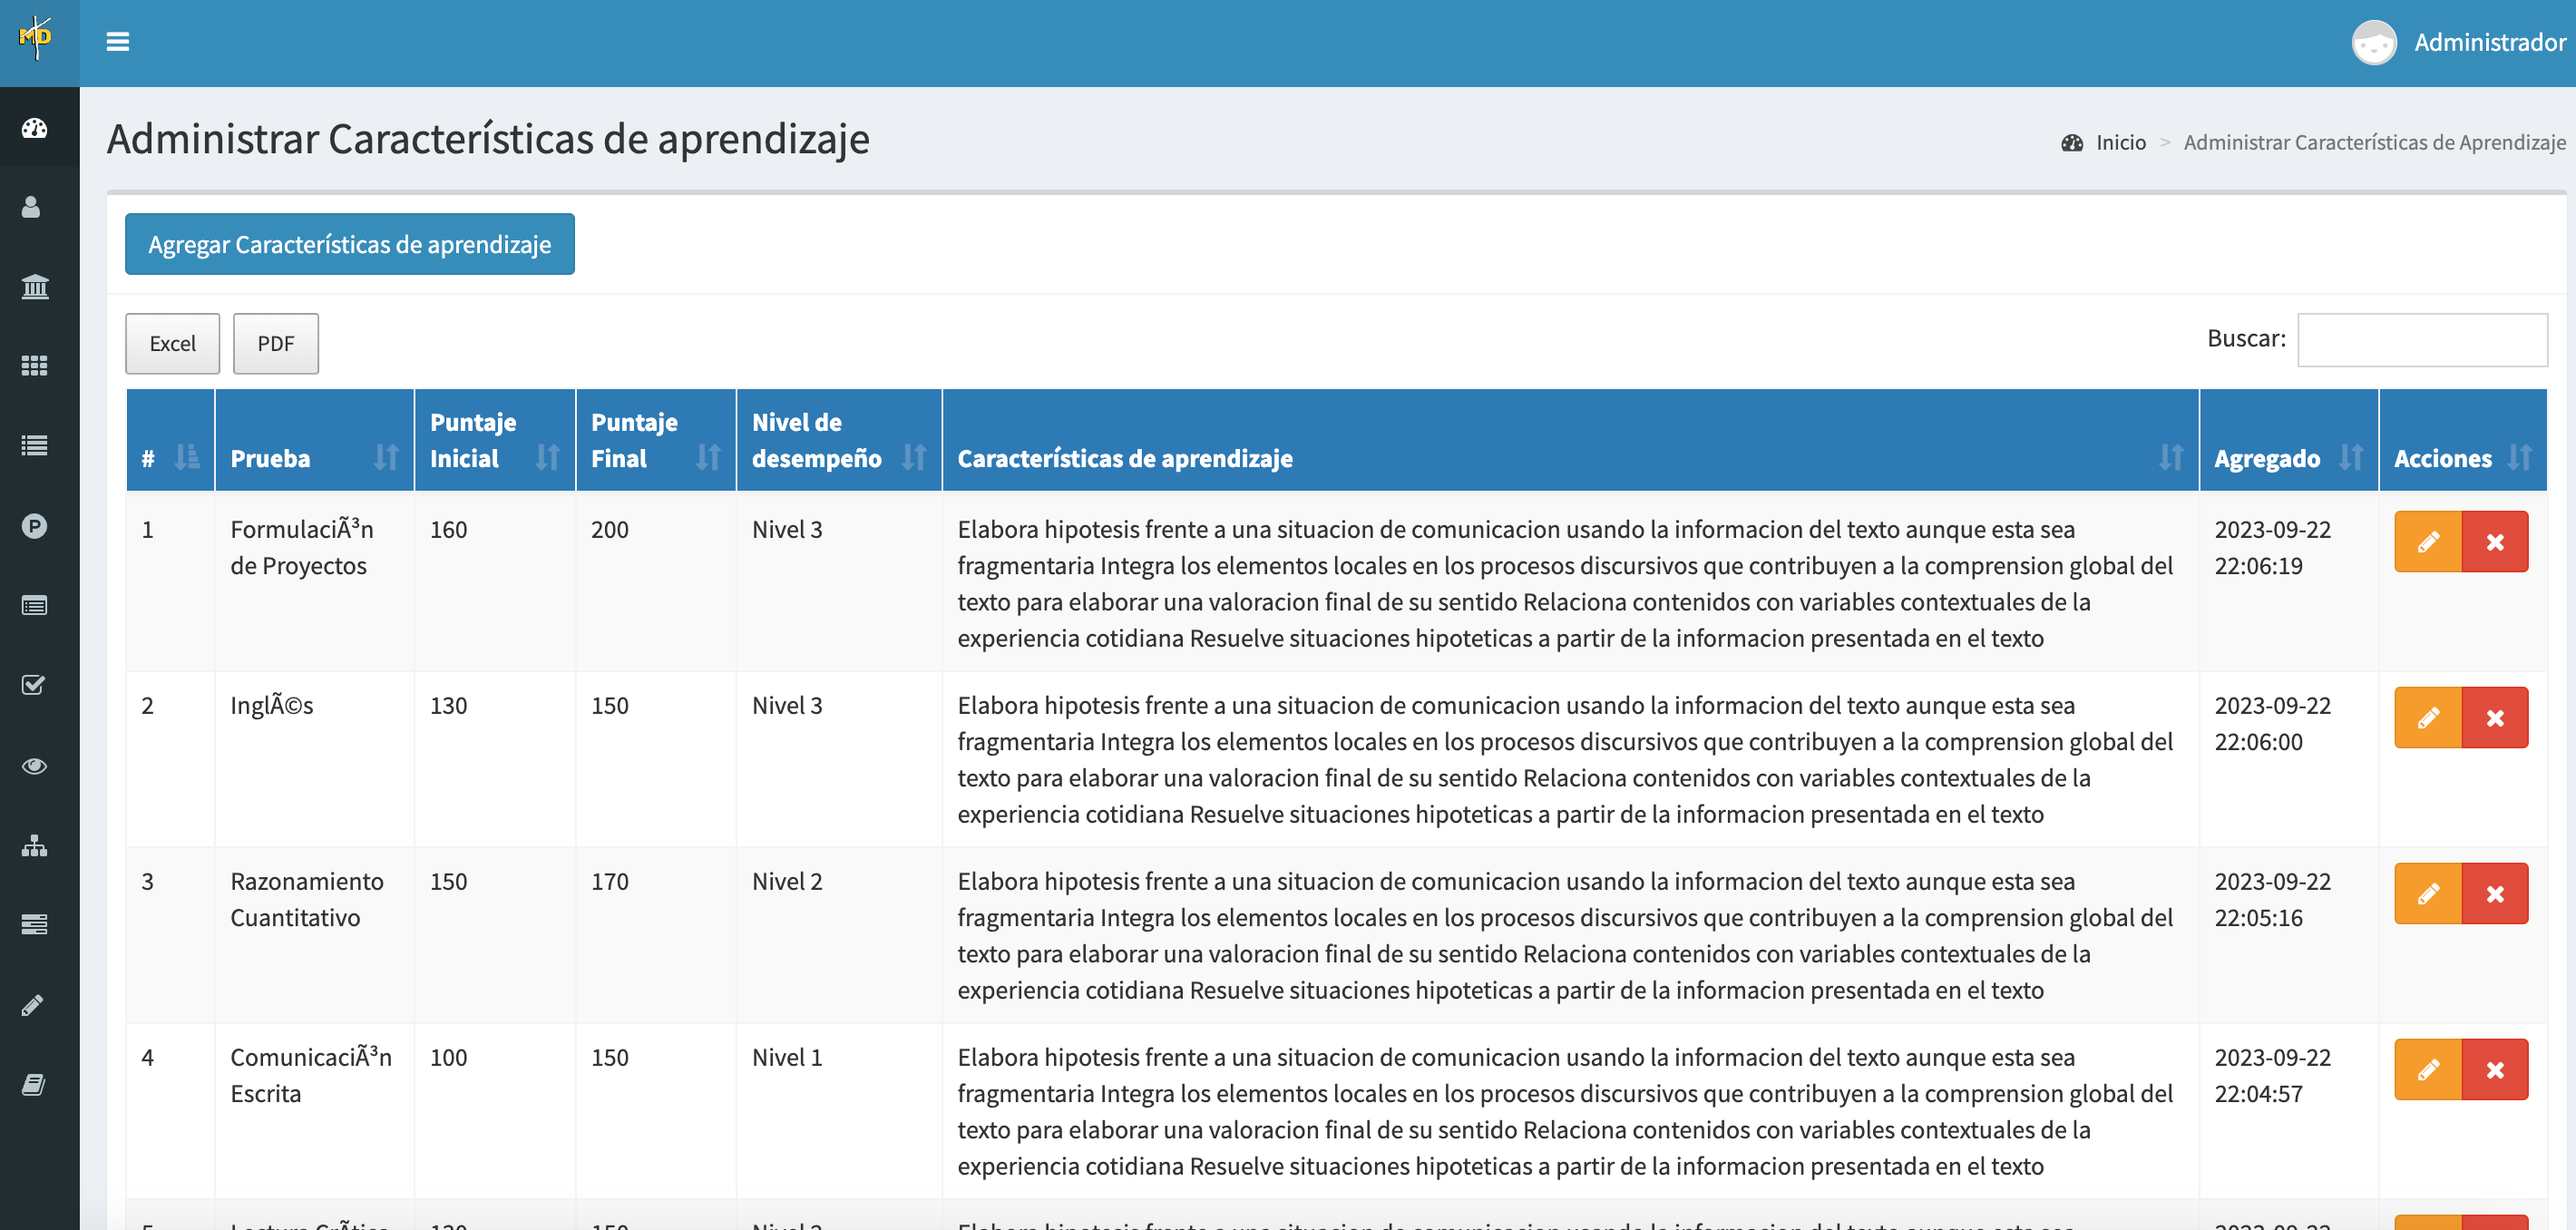 MD
Administrador
Administrar Características de aprendizaje
Inicio > Administrar Características de Aprendizaje
Agregar Características de aprendizaje
Excel
PDF
Buscar:
#
Prueba
Puntaje
Inicial
Puntaje
Final
Nivel de
desempeño
Características de aprendizaje
Agregado
Acciones
1
FormulaciÃ³n
de Proyectos
160
200
Nivel 3
Elabora hipotesis frente a una situacion de comunicacion usando la informacion del texto aunque esta sea
fragmentaria Integra los elementos locales en los procesos discursivos que contribuyen a la comprension global del
texto para elaborar una valoracion final de su sentido Relaciona contenidos con variables contextuales de la
experiencia cotidiana Resuelve situaciones hipoteticas a partir de la informacion presentada en el texto
2023-09-22
22:06:19
2
InglÃ©s
130
150
Nivel 3
Elabora hipotesis frente a una situacion de comunicacion usando la informacion del texto aunque esta sea
fragmentaria Integra los elementos locales en los procesos discursivos que contribuyen a la comprension global del
texto para elaborar una valoracion final de su sentido Relaciona contenidos con variables contextuales de la
experiencia cotidiana Resuelve situaciones hipoteticas a partir de la informacion presentada en el texto
2023-09-22
22:06:00
3
Razonamiento
Cuantitativo
150
170
Nivel 2
Elabora hipotesis frente a una situacion de comunicacion usando la informacion del texto aunque esta sea
fragmentaria Integra los elementos locales en los procesos discursivos que contribuyen a la comprension global del
texto para elaborar una valoracion final de su sentido Relaciona contenidos con variables contextuales de la
experiencia cotidiana Resuelve situaciones hipoteticas a partir de la informacion presentada en el texto
2023-09-22
22:05:16
4
ComunicaciÃ³n
Escrita
100
150
Nivel 1
Elabora hipotesis frente a una situacion de comunicacion usando la informacion del texto aunque esta sea
fragmentaria Integra los elementos locales en los procesos discursivos que contribuyen a la comprension global del
texto para elaborar una valoracion final de su sentido Relaciona contenidos con variables contextuales de la
experiencia cotidiana Resuelve situaciones hipoteticas a partir de la informacion presentada en el texto
2023-09-22
22:04:57